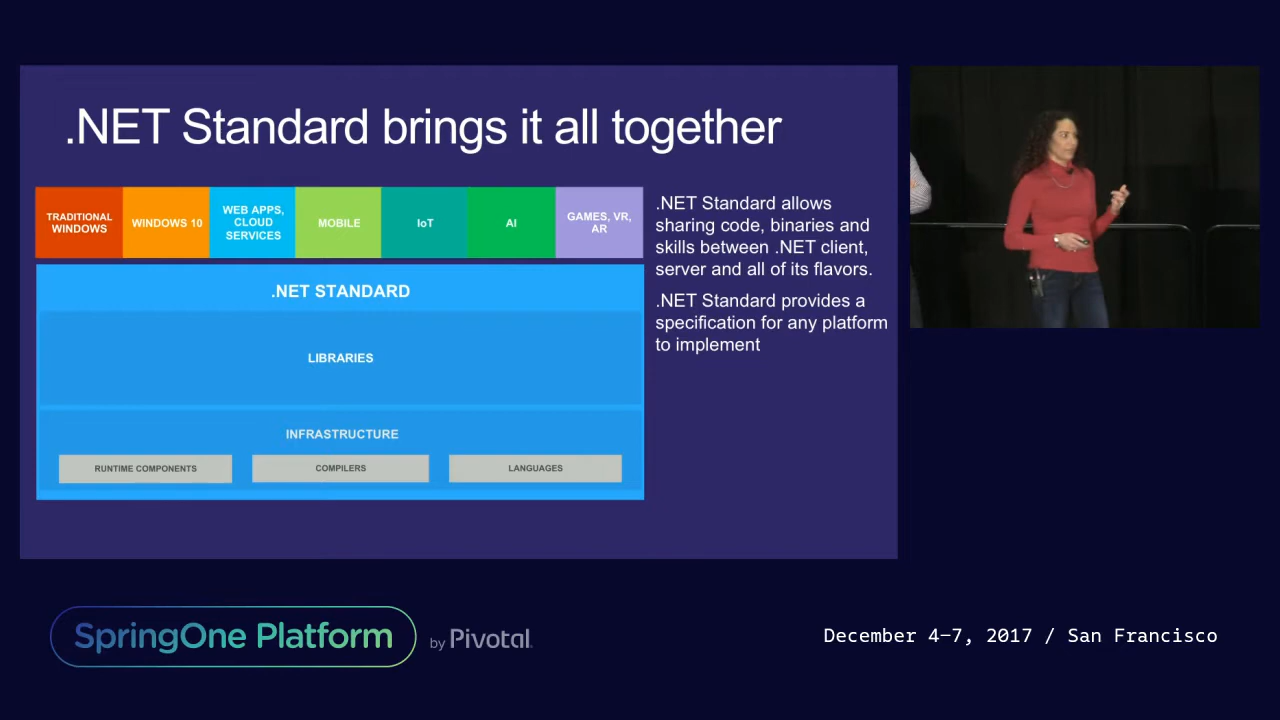 .NET Standard brings it all together
TRADITIONAL
WINDOWS
WINDOWS 10
WEB APPS,
CLOUD
SERVICES
MOBILE
IoT
AI
GAMES, VR,
AR
.NET STANDARD
LIBRARIES
INFRASTRUCTURE
RUNTIME COMPONENTS
COMPILERS
LANGUAGES
.NET Standard allows
sharing code, binaries and
skills between .NET client,
server and all of its flavors.
.NET Standard provides a
specification for any platform
to implement
SpringOne Platform
by Pivotal.
December 4–7, 2017 / San Francisco